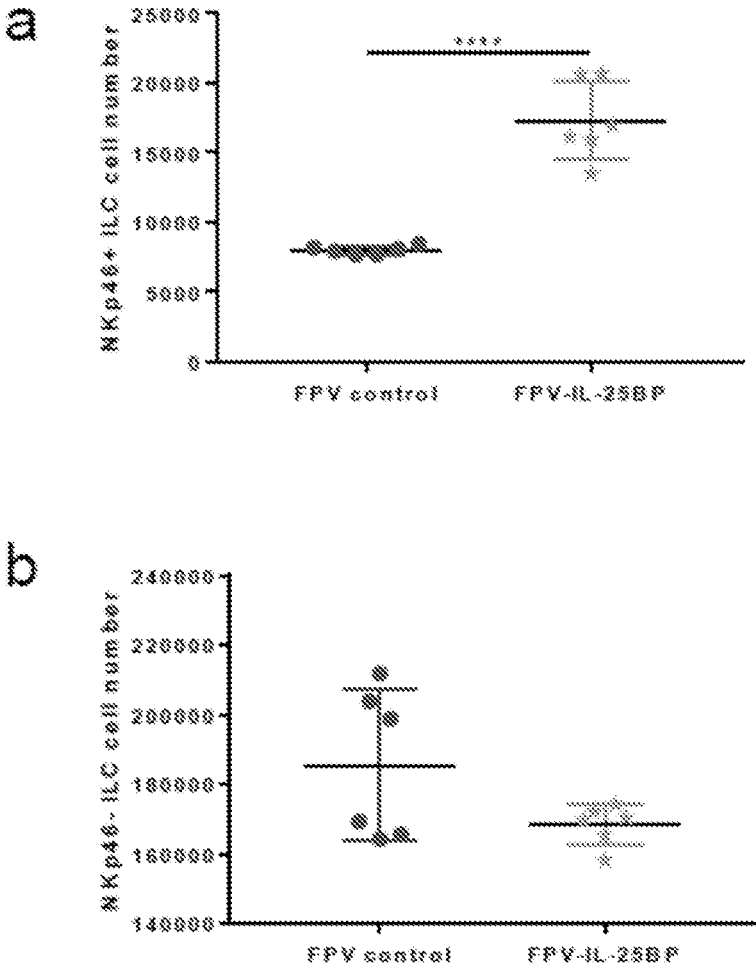 a
NKp46+ ILC cell number
25000
20000
15000
10000
5000
0
****
FPV control
FPV-IL-25BP
b
NKp46- ILC cell number
240000
220000
200000
180000
160000
140000
FPV control
FPV-IL-25BP